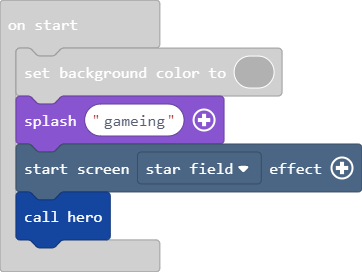 on start
set background color to
splash "gameing"
start screen star field effect
call hero